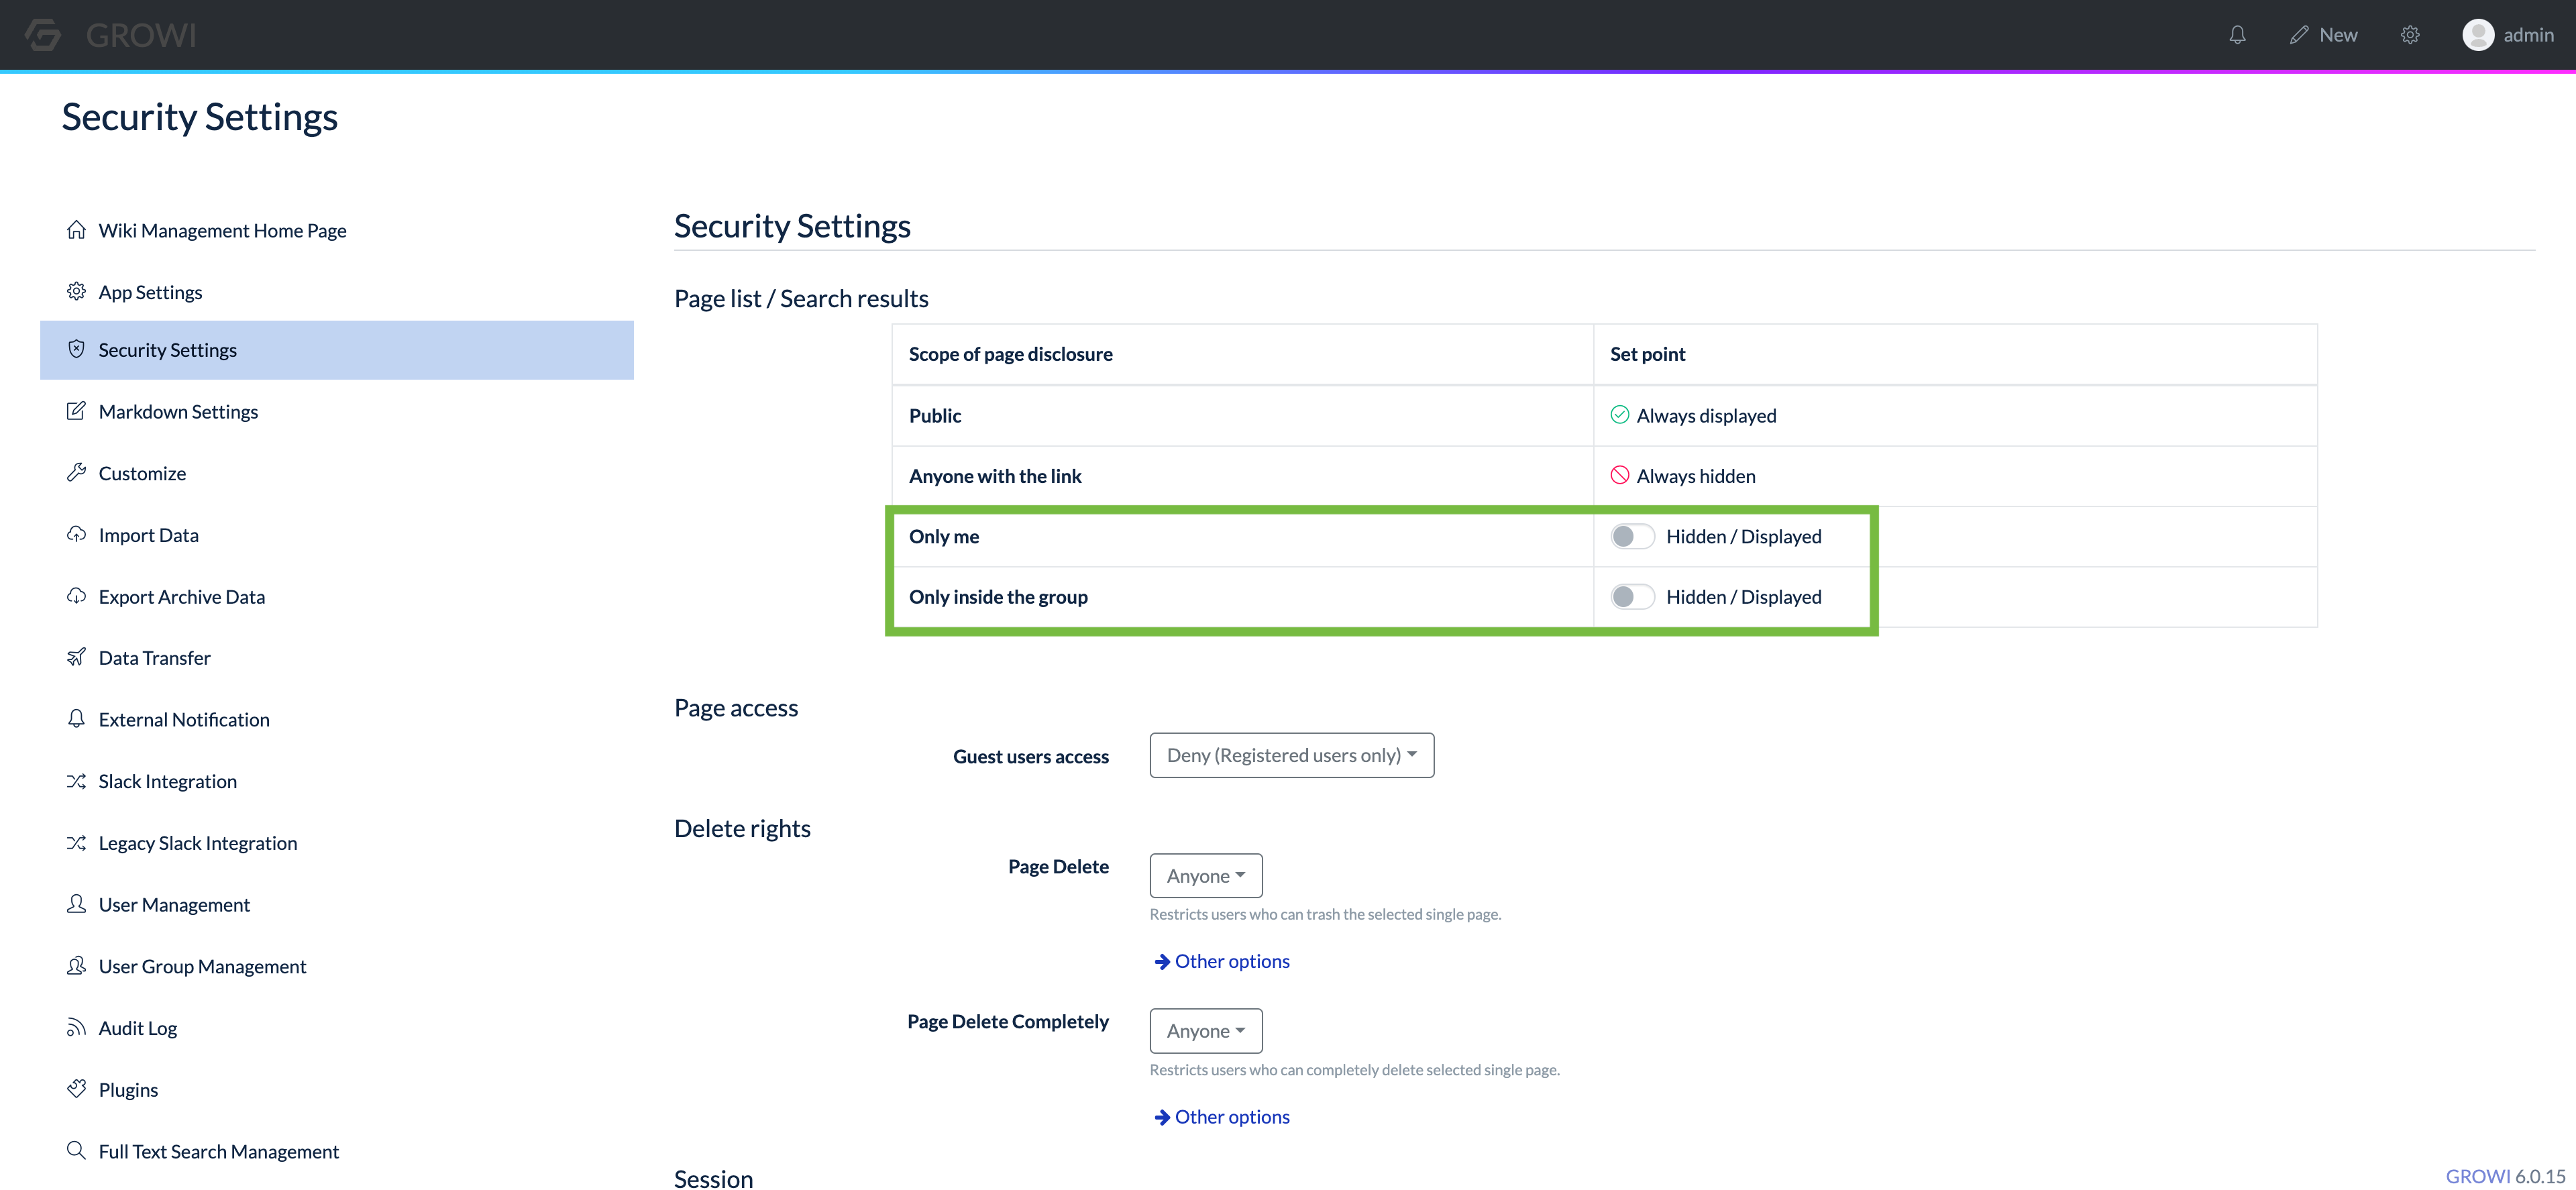 GROWI
New
admin
Security Settings
Wiki Management Home Page
App Settings
Security Settings
Markdown Settings
Customize
Import Data
Export Archive Data
Data Transfer
External Notification
Slack Integration
Legacy Slack Integration
User Management
User Group Management
Audit Log
Plugins
Full Text Search Management
Security Settings
Page list / Search results
Scope of page disclosure Set point
Public Always displayed
Anyone with the link Always hidden
Only me Hidden / Displayed
Only inside the group Hidden / Displayed
Page access
Guest users access Deny (Registered users only)
Delete rights
Page Delete Anyone
Restricts users who can trash the selected single page.
Other options
Page Delete Completely Anyone
Restricts users who can completely delete selected single page.
Other options
Session
GROWI 6.0.15